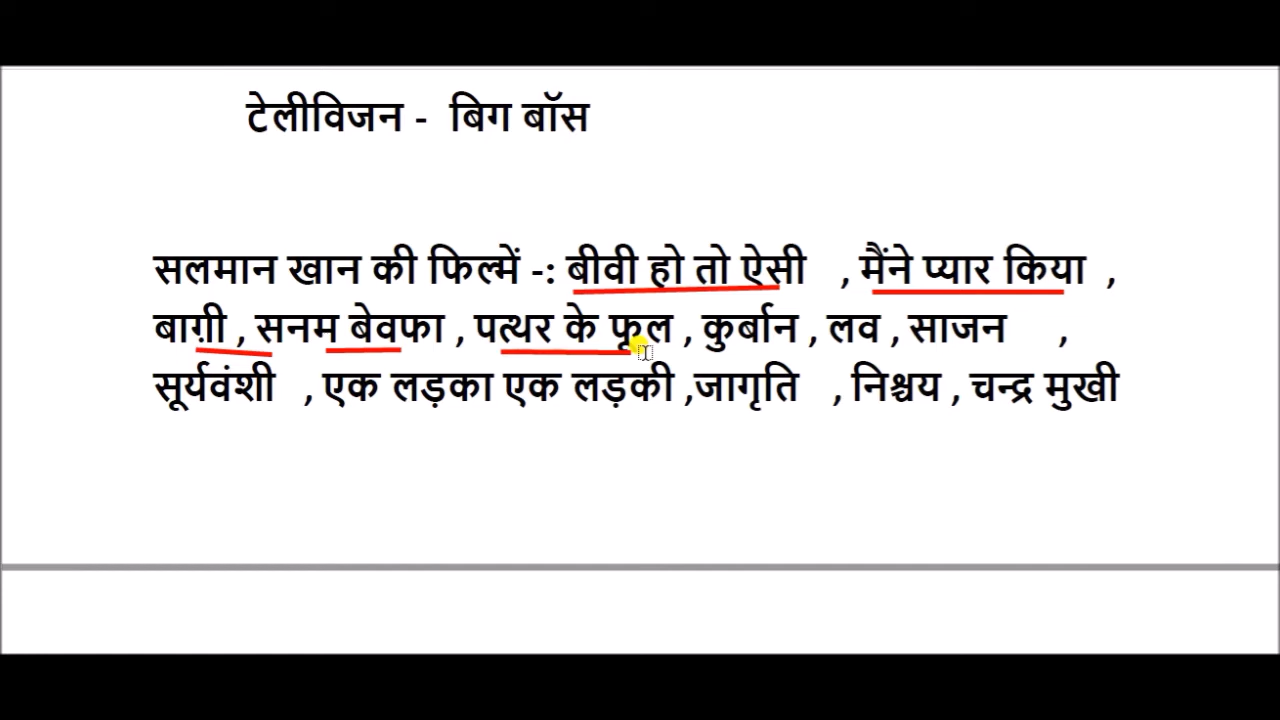 टेलीविजन - बिग बॉस
सलमान खान की फिल्में -: बीवी हो तो ऐसी , मैंने प्यार किया ,
बाग़ी , सनम बेवफा , पत्थर के फूल , कुर्बान , लव , साजन ,
सूर्यवंशी , एक लड़का एक लड़की ,जागृति , निश्चय , चन्द्र मुखी